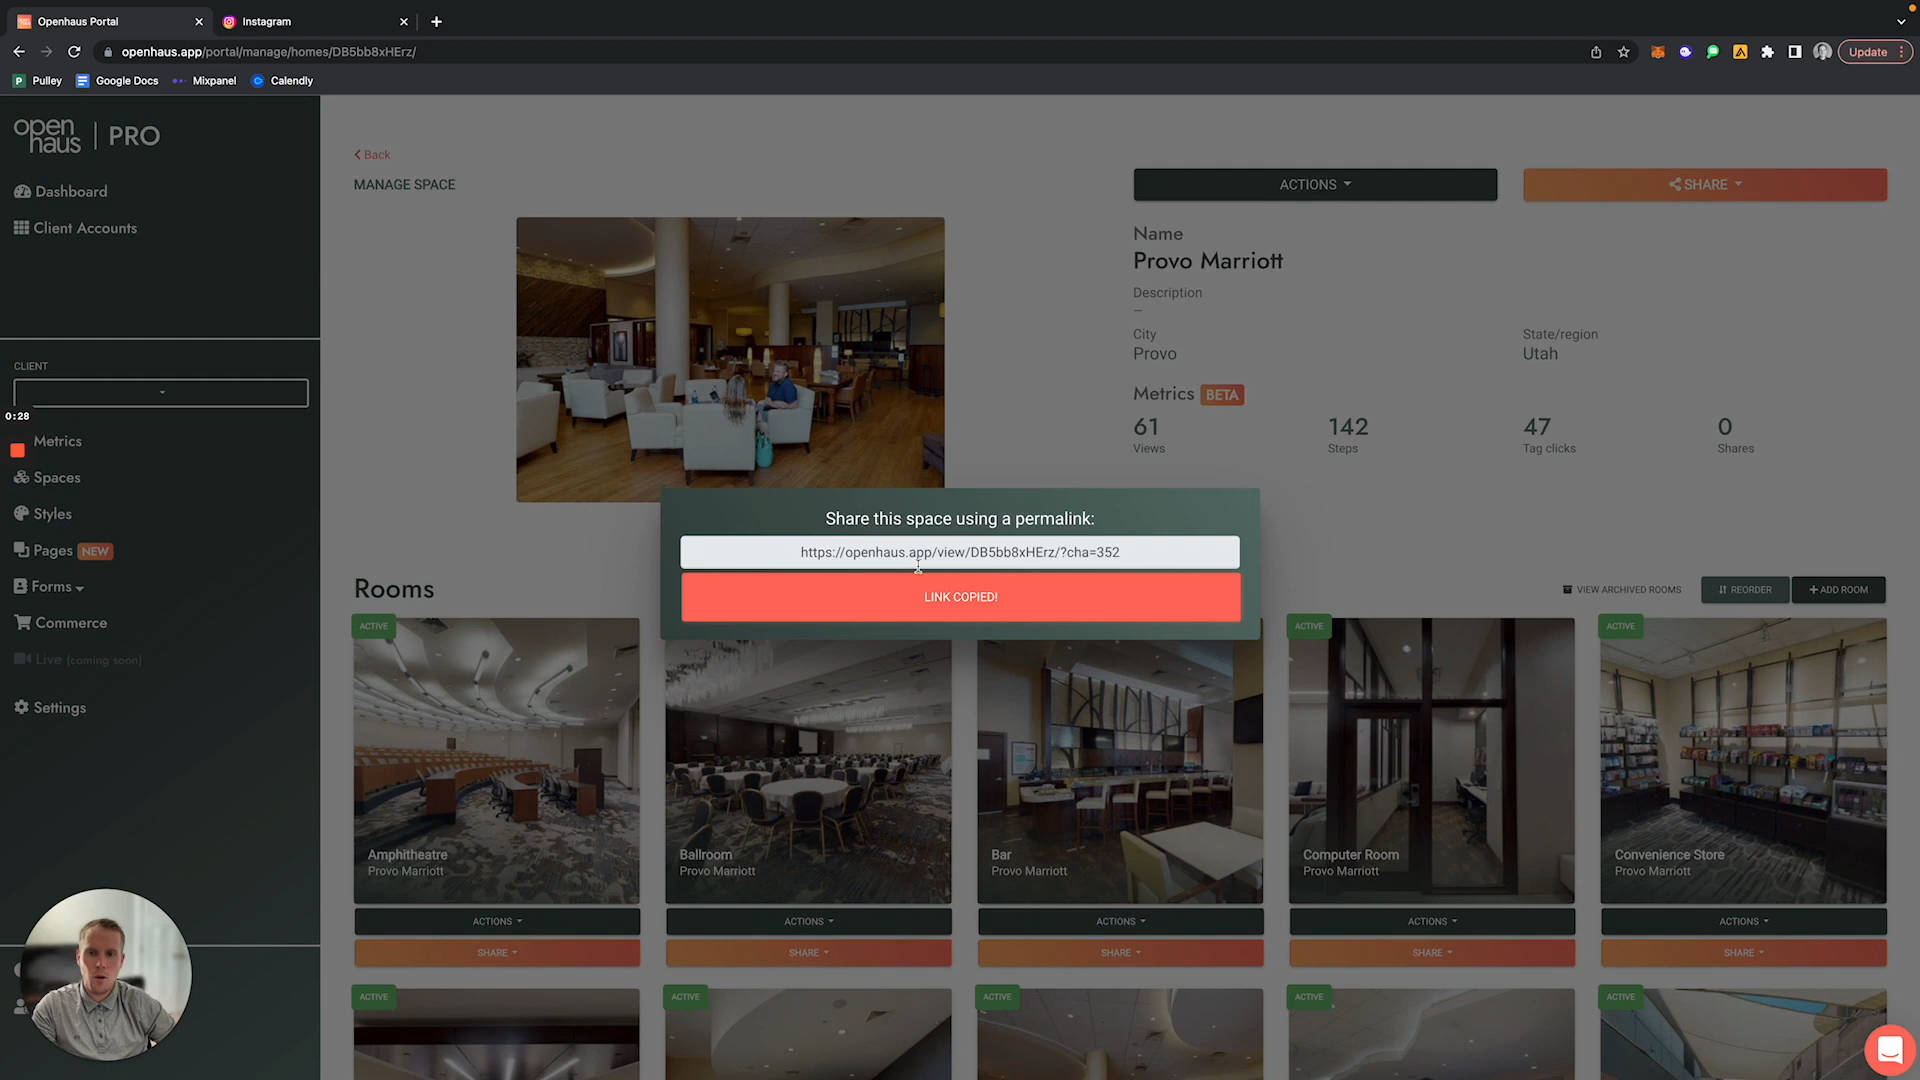 Openhaus Portal
Instagram
openhaus.app/portal/manage/homes/DB5bb8xHErz/
Update
Pulley
Google Docs
Mixpanel
Calendly
open haus | PRO
Dashboard
Client Accounts
CLIENT
0:28
Metrics
Spaces
Styles
Pages NEW
Forms
Commerce
Live (coming soon)
Settings
Back
MANAGE SPACE
ACTIONS
SHARE
Name
Provo Marriott
Description
–
City
State/region
Provo
Utah
Metrics BETA
61
142
47
0
Views
Steps
Tag clicks
Shares
Share this space using a permalink:
https://openhaus.app/view/DB5bb8xHErz/?cha=352
LINK COPIED!
Rooms
VIEW ARCHIVED ROOMS
REORDER
+ ADD ROOM
ACTIVE
ACTIVE
ACTIVE
Amphitheatre
Provo Marriott
Ballroom
Provo Marriott
Bar
Provo Marriott
Computer Room
Provo Marriott
Convenience Store
Provo Marriott
ACTIONS
ACTIONS
ACTIONS
ACTIONS
ACTIONS
SHARE
SHARE
SHARE
SHARE
SHARE
ACTIVE
ACTIVE
ACTIVE
ACTIVE
ACTIVE